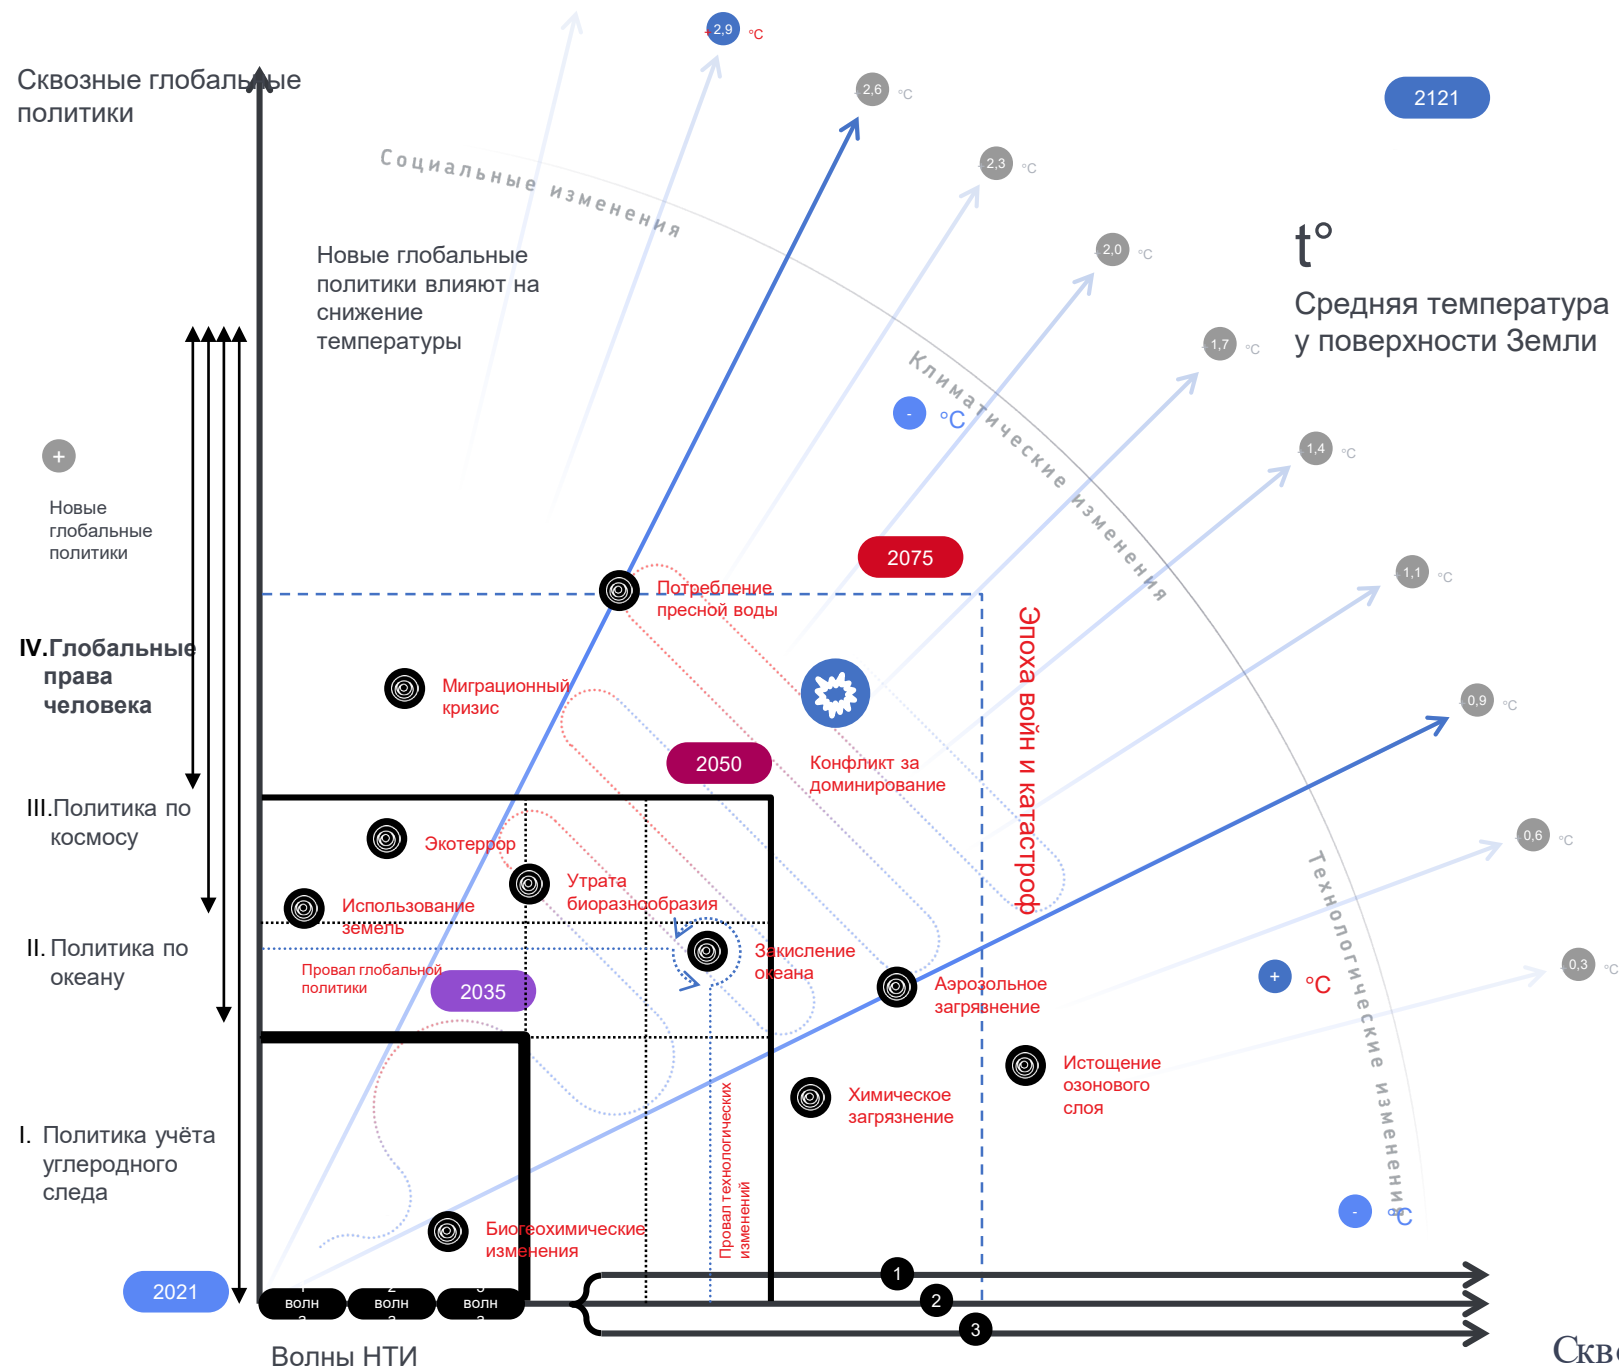 +2,9 °C
Сквозные глобальные
политики
2,6 °C
2121
Социальные изменения
2,3 °C
t°
Средняя температура
у поверхности Земли
2,0 °C
Новые глобальные
политики влияют на
снижение
температуры
1,7 °C
Климатические изменения
- °C
1,4 °C
+
Новые
глобальные
политики
2075
1,1 °C
Потребление
пресной воды
Эпоха войн и катастроф
IV.Глобальные
права
человека
Миграционный
кризис
0,9 °C
2050
Конфликт за
доминирование
III.Политика по
космосу
Экотеррор
0,6 °C
Утрата
биоразнообразия
Использование
земель
Технологические изменения
II. Политика по
океану
Закисление
океана
Провал глобальной
политики
2035
Аэрозольное
загрязнение
+ °C
0,3 °C
Истощение
озонового
слоя
Химическое
загрязнение
I. Политика учёта
углеродного
следа
Провал технологических
изменений
Биогеохимические
изменения
- °C
2021
волн
волн
волн
1
2
3
Волны НТИ